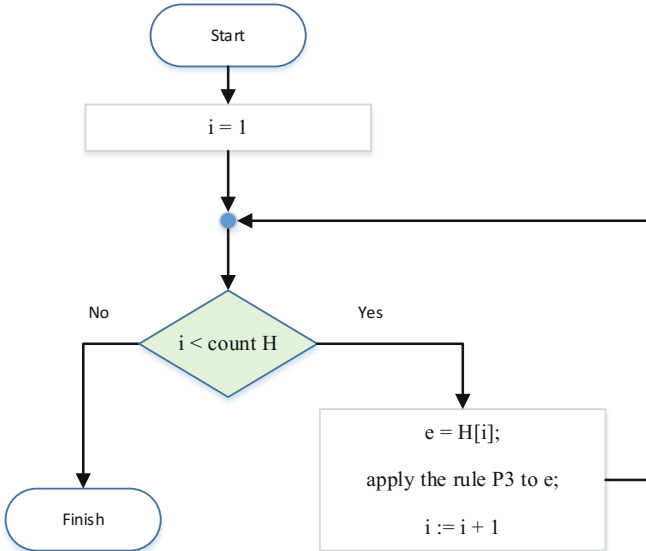 Start
i = 1
No
Yes
i < count H
e = H[i];
apply the rule P3 to e;
i := i + 1
Finish